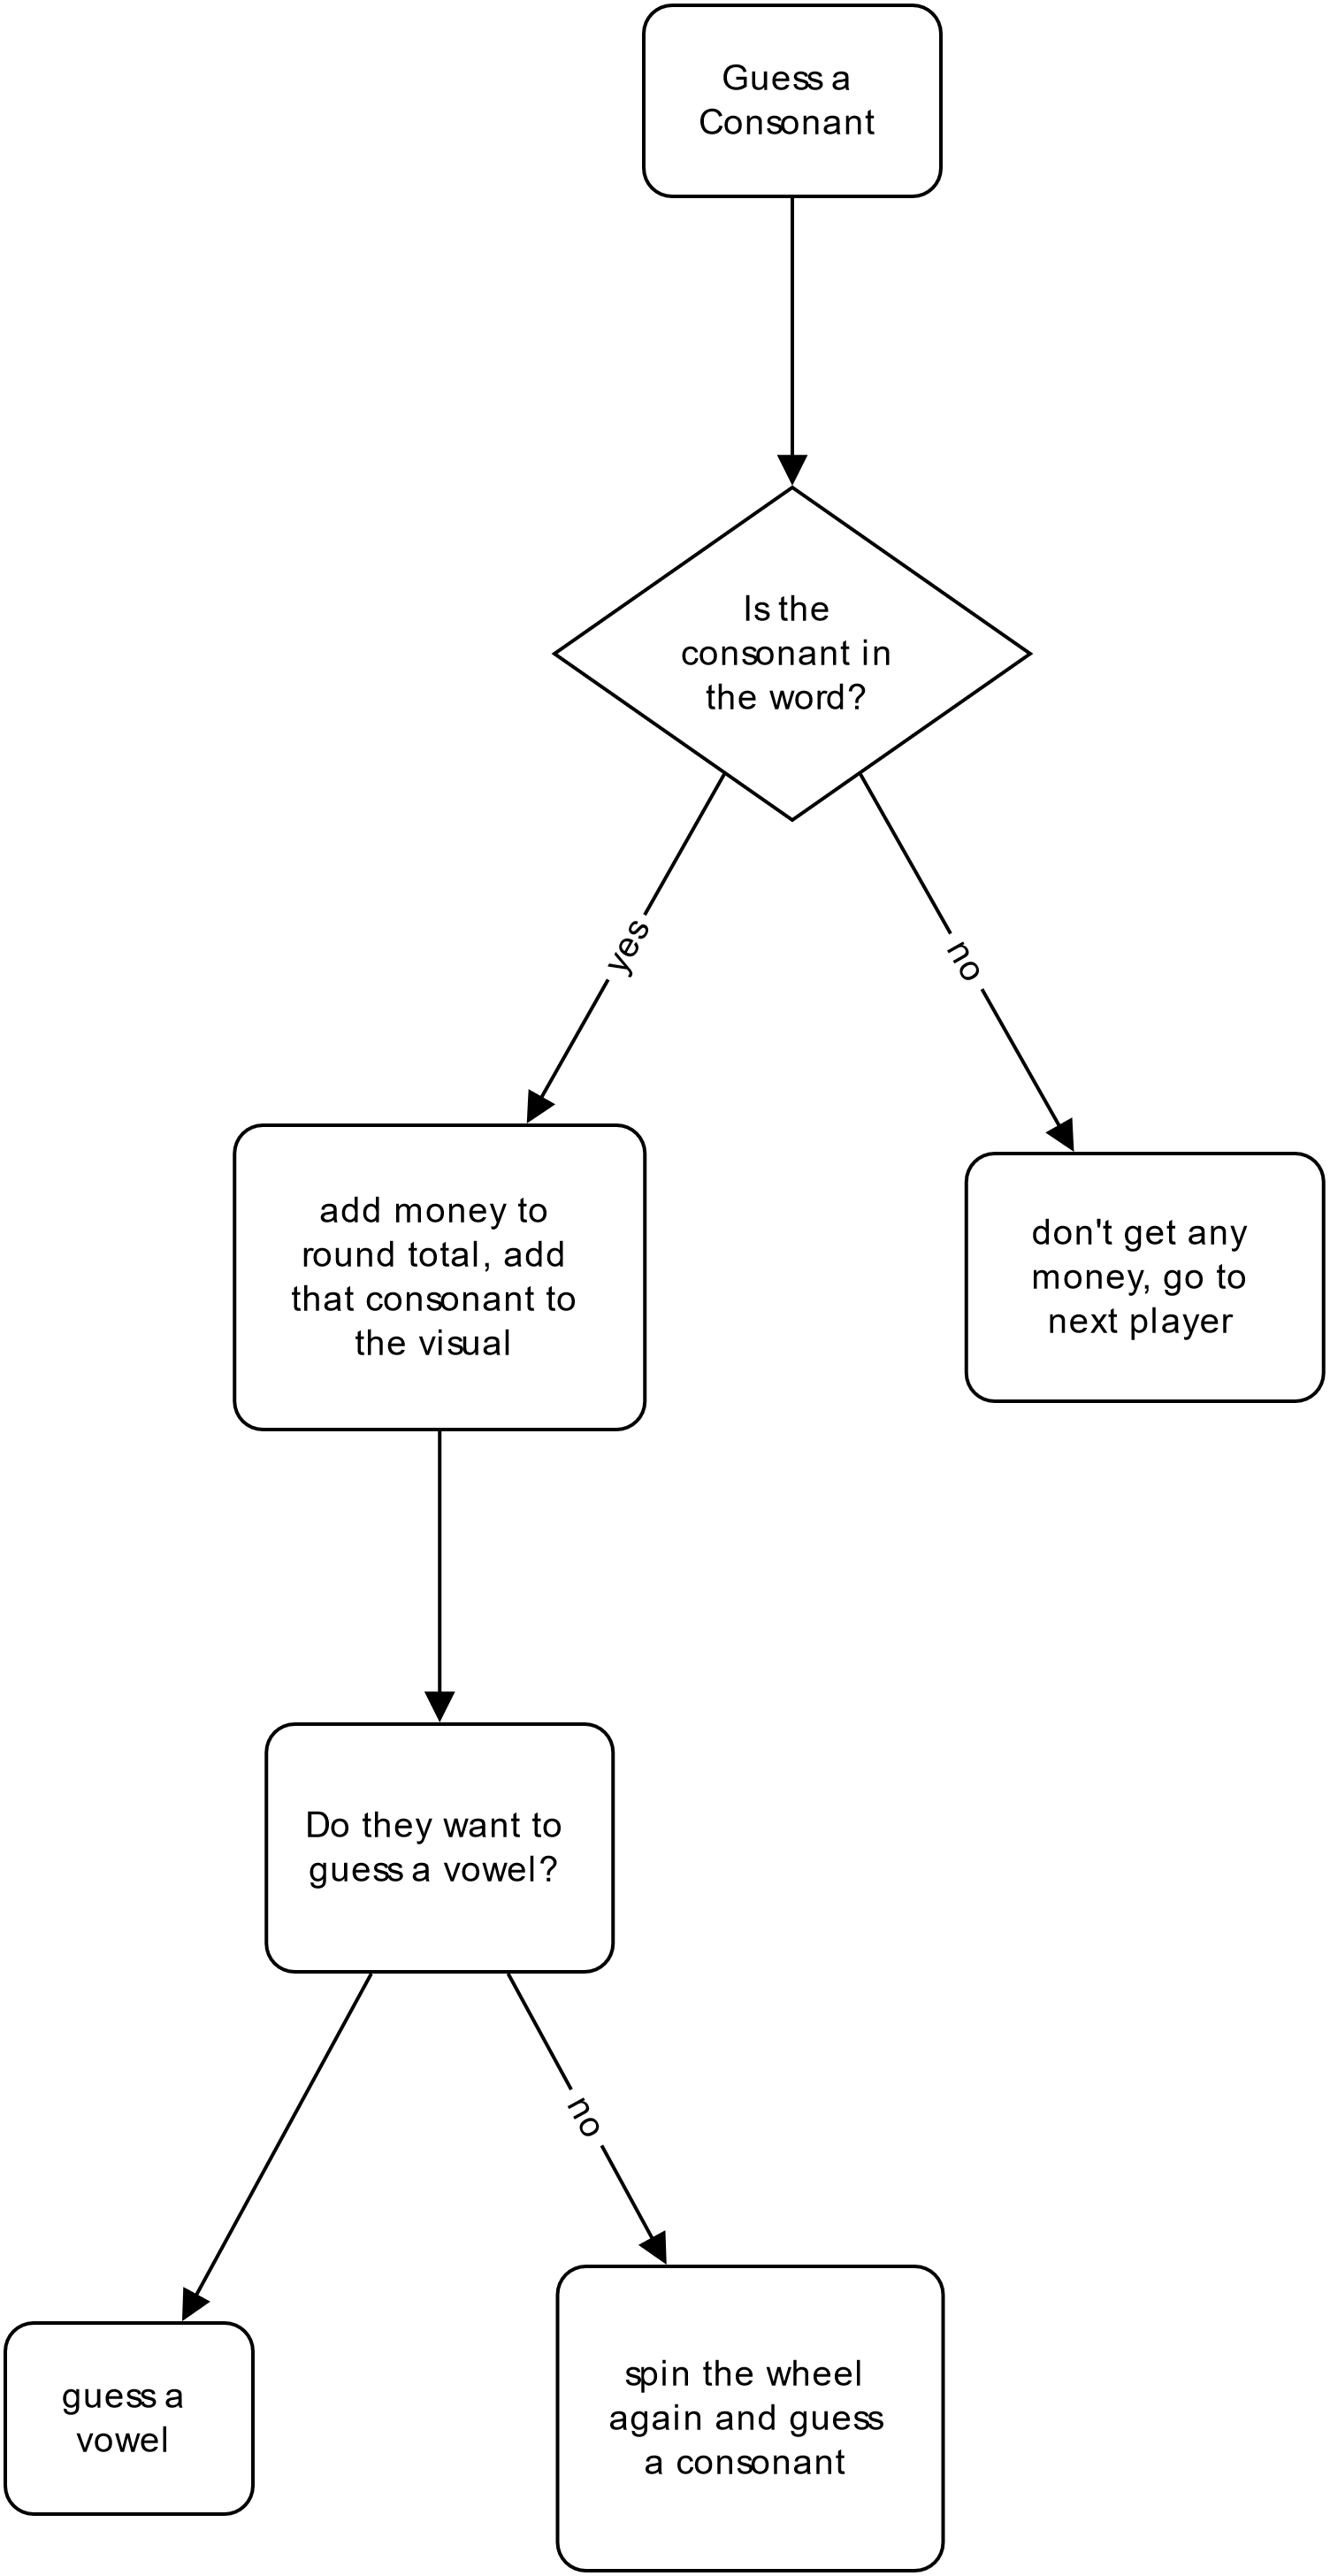 Guess a
Consonant
Is the
consonant in
the word?
yes
no
add money to
round total, add
that consonant to
the visual
don't get any
money, go to
next player
Do they want to
guess a vowel?
no
guess a
vowel
spin the wheel
again and guess
a consonant